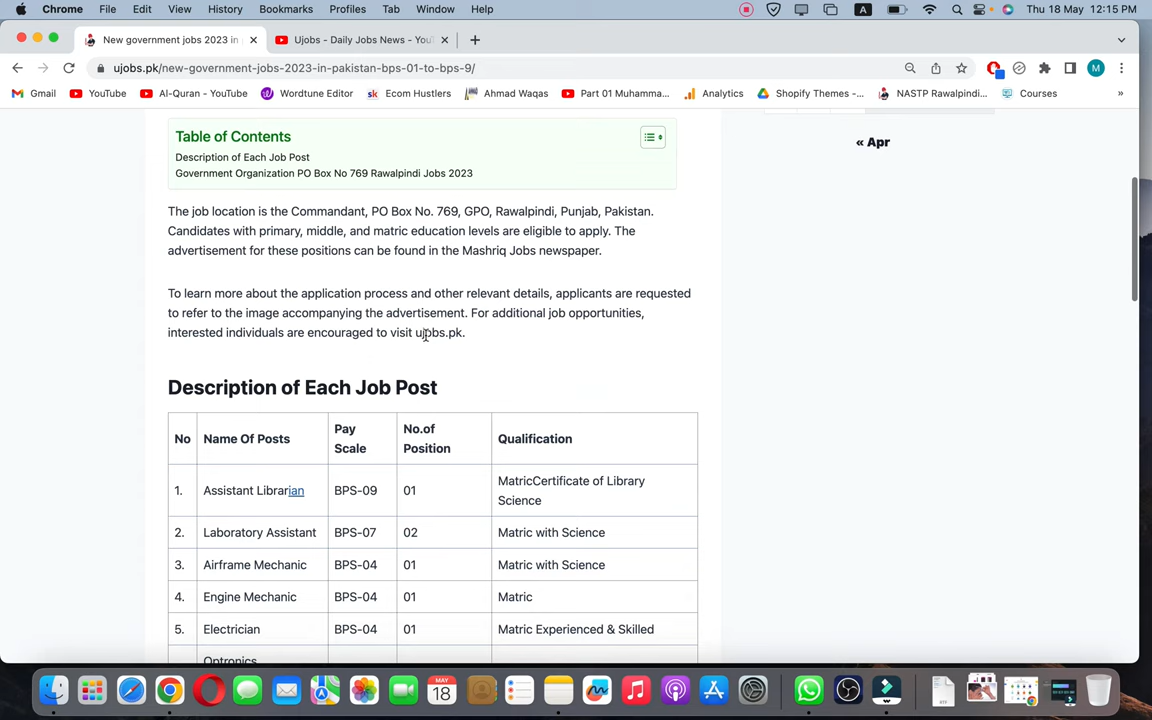 Chrome File Edit View History Bookmarks Profiles Tab Window Help A Thu 18 May 12:15 PM
New government jobs 2023 in Ujobs - Daily Jobs News - You
ujobs.pk/new-government-jobs-2023-in-pakistan-bps-01-to-bps-9/ M
Gmail YouTube Al-Quran - YouTube Wordtune Editor Ecom Hustlers Ahmad Waqas Part 01 Muhamma... Analytics Shopify Themes -... NASTP Rawalpindi... Courses »
Table of Contents
Description of Each Job Post
Government Organization PO Box No 769 Rawalpindi Jobs 2023
« Apr
The job location is the Commandant, PO Box No. 769, GPO, Rawalpindi, Punjab, Pakistan.
Candidates with primary, middle, and matric education levels are eligible to apply. The
advertisement for these positions can be found in the Mashriq Jobs newspaper.
To learn more about the application process and other relevant details, applicants are requested
to refer to the image accompanying the advertisement. For additional job opportunities,
interested individuals are encouraged to visit ujobs.pk.
Description of Each Job Post
No Name Of Posts Pay Scale No.of Position Qualification
1. Assistant Librarian BPS-09 01 MatricCertificate of Library Science
2. Laboratory Assistant BPS-07 02 Matric with Science
3. Airframe Mechanic BPS-04 01 Matric with Science
4. Engine Mechanic BPS-04 01 Matric
5. Electrician BPS-04 01 Matric Experienced & Skilled
Optronics
MAY
18